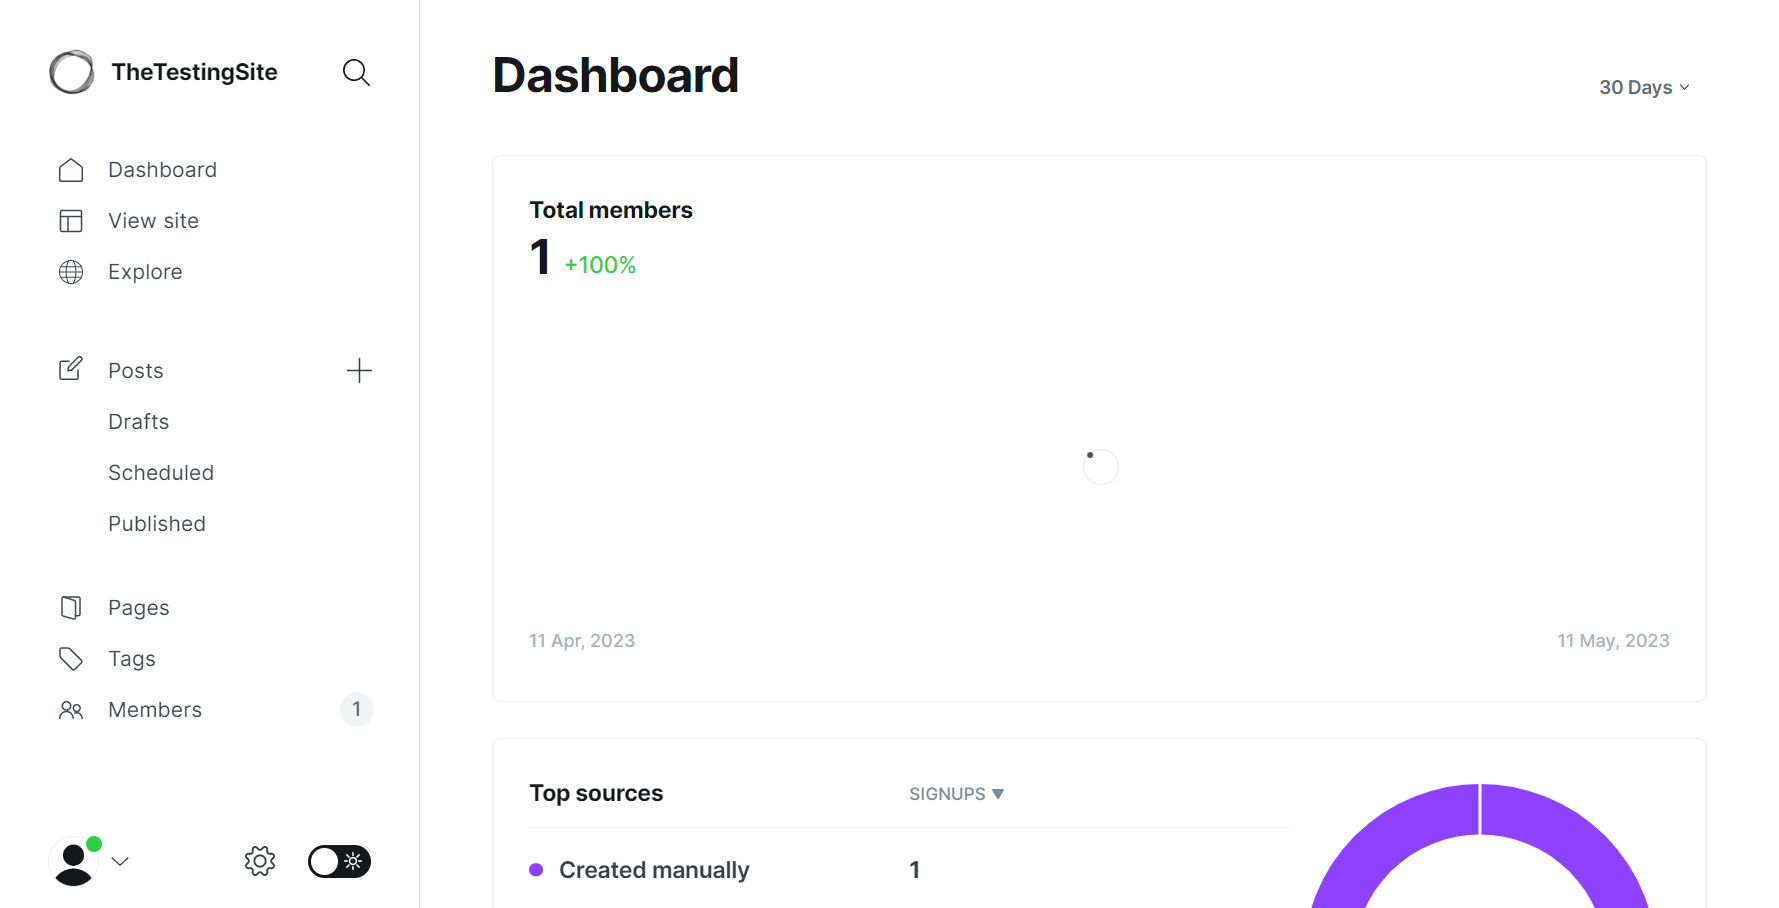 TheTestingSite
Dashboard
View site
Explore
Posts
Drafts
Scheduled
Published
Pages
Tags
Members 1
Dashboard
30 Days
Total members
1 +100%
11 Apr, 2023 11 May, 2023
Top sources SIGNUPS ▼
Created manually 1